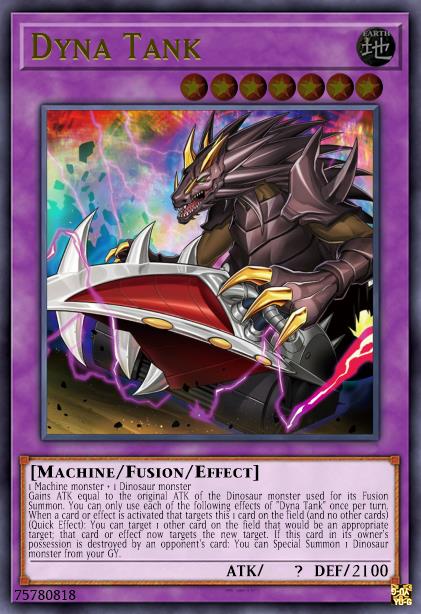 DYNA TANK
EARTH
地
[MACHINE/FUSION/EFFECT]
1 Machine monster + 1 Dinosaur monster
Gains ATK equal to the original ATK of the Dinosaur monster used for its Fusion
Summon. You can only use each of the following effects of "Dyna Tank" once per turn.
When a card or effect is activated that targets this 1 card on the field (and no other cards)
(Quick Effect): You can target 1 other card on the field that would be an appropriate
target; that card or effect now targets the new target. If this card in its owner's
possession is destroyed by an opponent's card: You can Special Summon 1 Dinosaur
monster from your GY.
ATK/ ? DEF/2100
75780818